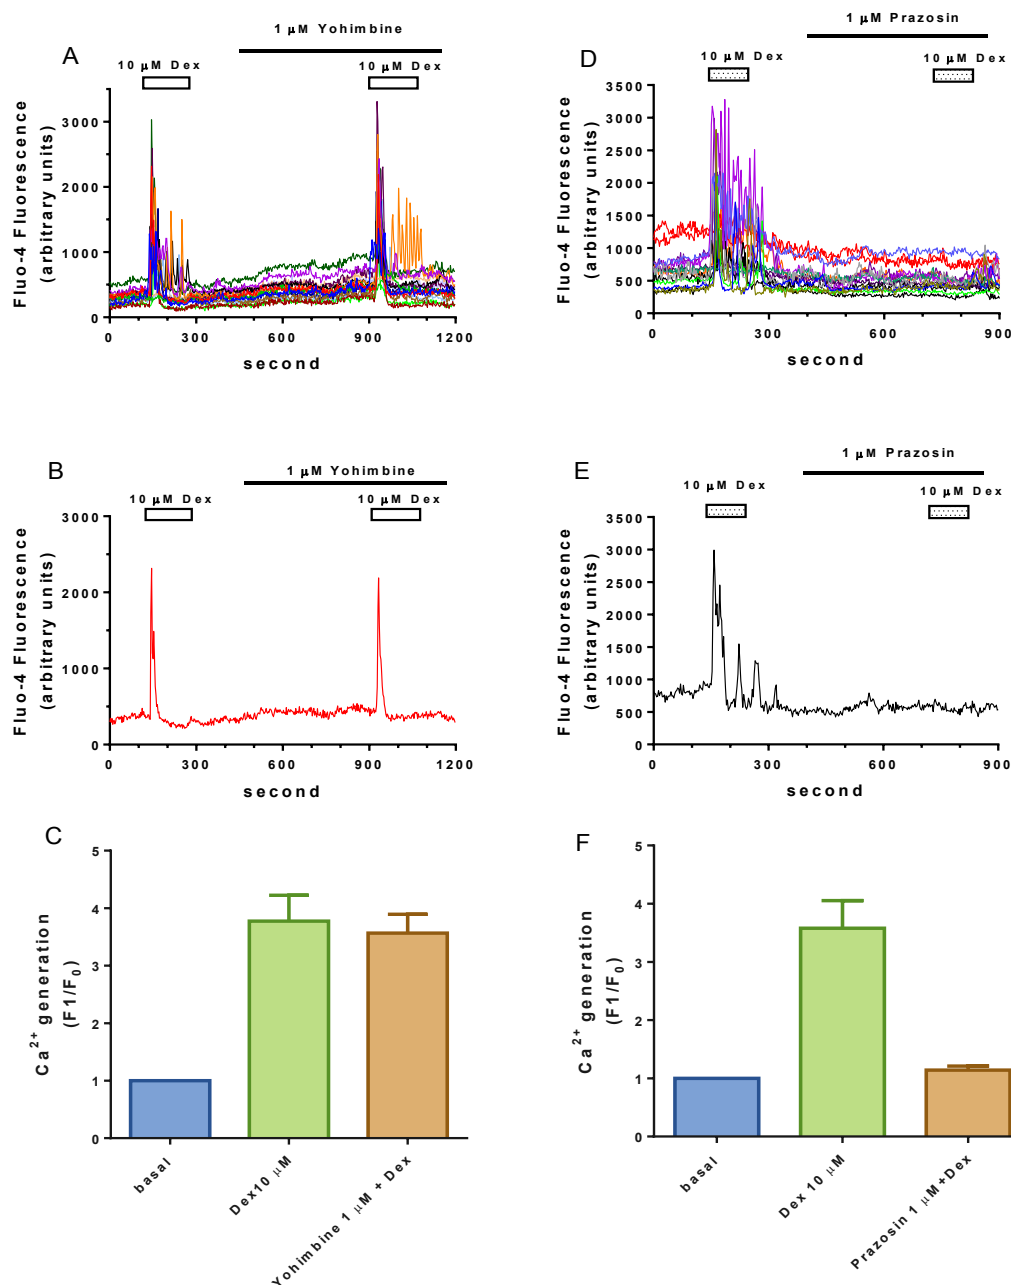 A
1 μM Yohimbine
10 μM Dex
10 μM Dex
Fluo-4 Fluorescence
(arbitrary units)
3000
2000
1000
0
0
300
600
900
1200
second
D
1 μM Prazosin
10 μM Dex
10 μM Dex
Fluo-4 Fluorescence
(arbitrary units)
3500
3000
2500
2000
1500
1000
500
0
0
300
600
900
second
B
1 μM Yohimbine
10 μM Dex
10 μM Dex
Fluo-4 Fluorescence
(arbitrary units)
3000
2000
1000
0
0
300
600
900
1200
second
E
1 μM Prazosin
10 μM Dex
10 μM Dex
Fluo-4 Fluorescence
(arbitrary units)
3500
3000
2500
2000
1500
1000
500
0
0
300
600
900
second
C
Ca²⁺ generation
(F1/F₀)
5
4
3
2
1
0
basal
Dex10 μM
Yohimbine 1 μM + Dex
F
Ca²⁺ generation
(F1/F₀)
5
4
3
2
1
0
basal
Dex 10 μM
Prazosin 1 μM+Dex